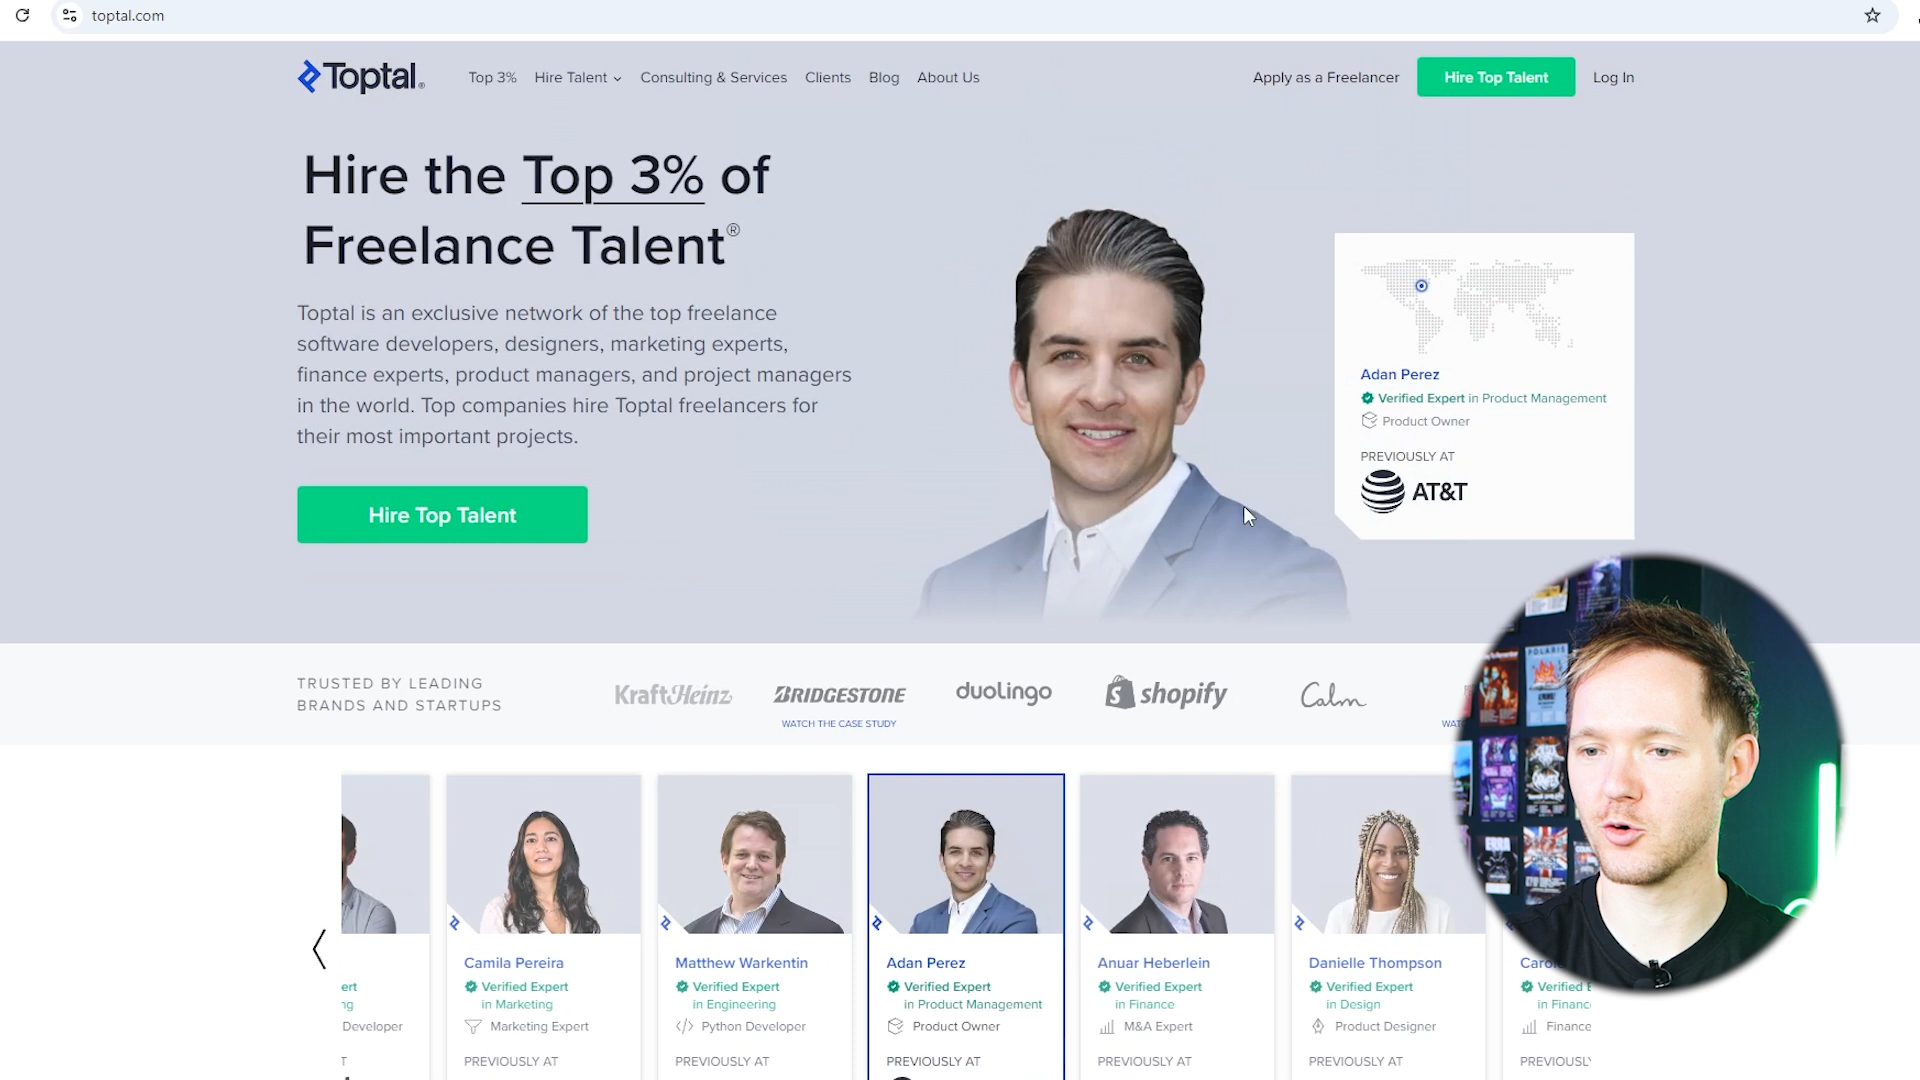 toptal.com
Toptal®
Top 3%
Hire Talent
Consulting & Services
Clients
Blog
About Us
Apply as a Freelancer
Hire Top Talent
Log In
Hire the Top 3% of
Freelance Talent®
Toptal is an exclusive network of the top freelance
software developers, designers, marketing experts,
finance experts, product managers, and project managers
in the world. Top companies hire Toptal freelancers for
their most important projects.
Hire Top Talent
Adan Perez
Verified Expert in Product Management
Product Owner
PREVIOUSLY AT
AT&T
TRUSTED BY LEADING
BRANDS AND STARTUPS
KraftHeinz
BRIDGESTONE
WATCH THE CASE STUDY
duolingo
shopify
Calm
POLARIS
ERRA
Developer
Camila Pereira
Verified Expert
in Marketing
Marketing Expert
PREVIOUSLY AT
Matthew Warkentin
Verified Expert
in Engineering
Python Developer
PREVIOUSLY AT
Adan Perez
Verified Expert
in Product Management
Product Owner
PREVIOUSLY AT
Anuar Heberlein
Verified Expert
in Finance
M&A Expert
PREVIOUSLY AT
Danielle Thompson
Verified Expert
in Design
Product Designer
PREVIOUSLY AT
Verified
Finance